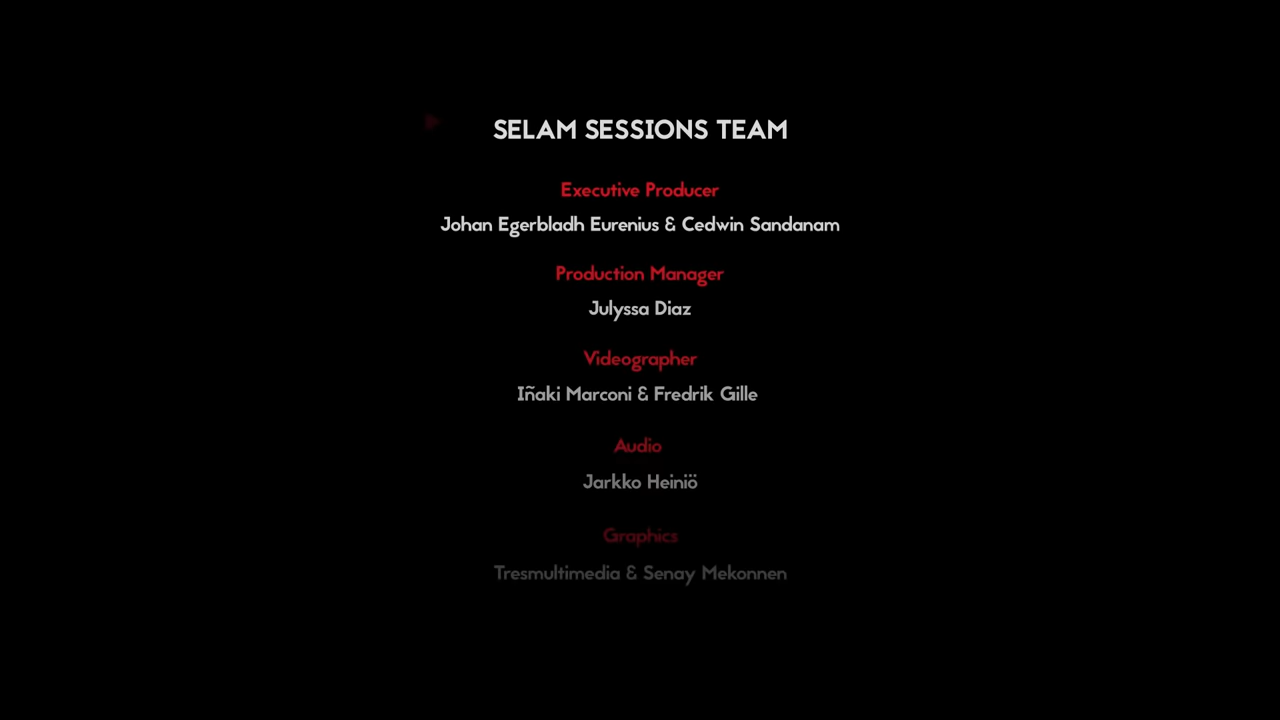 SELAM SESSIONS TEAM
Executive Producer
Johan Egerbladh Eurenius & Cedwin Sandanam
Production Manager
Julyssa Diaz
Videographer
Iñaki Marconi & Fredrik Gille
Audio
Jarkko Heiniö
Graphics
Tresmultimedia & Senay Mekonnen